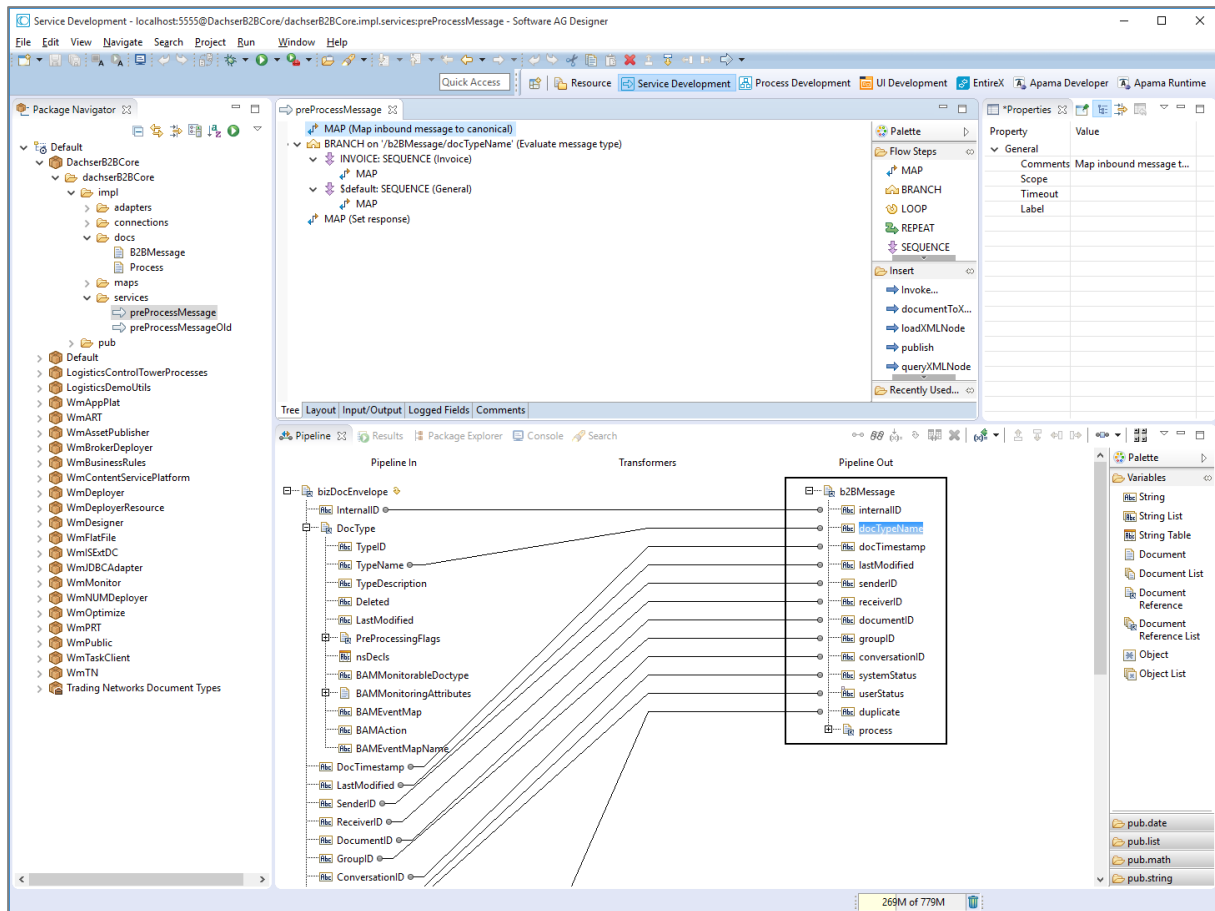 Service Development - localhost:5555@DachserB2BCore/dachserB2BCore.impl.services:preProcessMessage - Software AG Designer
File Edit View Navigate Search Project Run Window Help
Quick Access Resource Service Development Process Development UI Development EntireX Apama Developer Apama Runtime
Package Navigator
Default
DachserB2BCore
dachserB2BCore
impl
adapters
connections
docs
B2BMessage
Process
maps
services
preProcessMessage
preProcessMessageOld
pub
Default
LogisticsControlTowerProcesses
LogisticsDemoUtils
WmAppPlat
WmART
WmAssetPublisher
WmBrokerDeployer
WmBusinessRules
WmContentServicePlatform
WmDeployer
WmDeployerResource
WmDesigner
WmFlatFile
WmISExtDC
WmJDBCAdapter
WmMonitor
WmNUMDeployer
WmOptimize
WmPRT
WmPublic
WmTaskClient
WmTN
Trading Networks Document Types
preProcessMessage
MAP (Map inbound message to canonical)
BRANCH on '/b2BMessage/docTypeName' (Evaluate message type)
INVOICE: SEQUENCE (Invoice)
MAP
$default: SEQUENCE (General)
MAP
MAP (Set response)
Tree Layout Input/Output Logged Fields Comments
Palette
Flow Steps
MAP
BRANCH
LOOP
REPEAT
SEQUENCE
Insert
Invoke...
documentToX...
loadXMLNode
publish
queryXMLNode
Recently Used...
*Properties
Property Value
General
Comments Map inbound message t...
Scope
Timeout
Label
Pipeline Results Package Explorer Console Search
Pipeline In Transformers Pipeline Out
bizDocEnvelope
InternalID
DocType
TypeID
TypeName
TypeDescription
Deleted
LastModified
PreProcessingFlags
nsDecls
BAMMonitorableDoctype
BAMMonitoringAttributes
BAMEventMap
BAMAction
BAMEventMapName
DocTimestamp
LastModified
SenderID
ReceiverID
DocumentID
GroupID
ConversationID
b2BMessage
internalID
docTypeName
docTimestamp
lastModified
senderID
receiverID
documentID
groupID
conversationID
systemStatus
userStatus
duplicate
process
Palette
Variables
String
String List
String Table
Document
Document List
Document
Reference
Document
Reference List
Object
Object List
pub.date
pub.list
pub.math
pub.string
269M of 779M